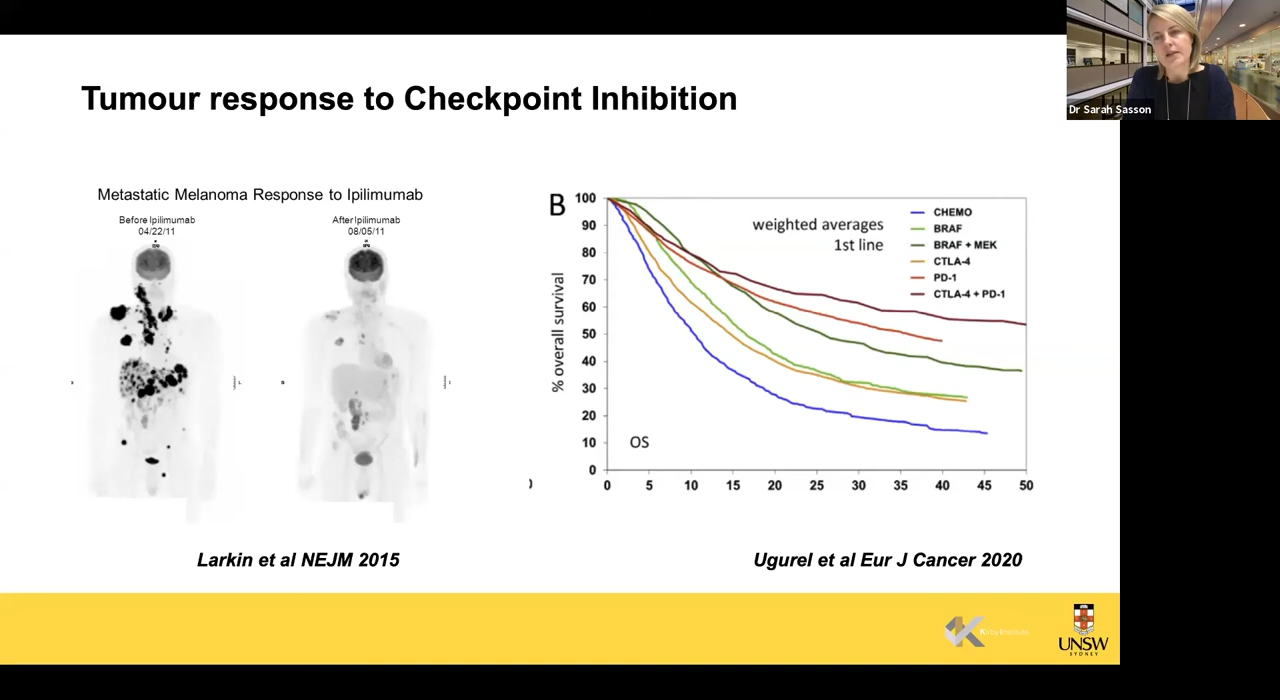 Dr Sarah Sasson
Tumour response to Checkpoint Inhibition
Metastatic Melanoma Response to Ipilimumab
Before Ipilimumab
04/22/11
After Ipilimumab
08/05/11
B
% overall survival
100
90
80
70
60
50
40
30
20
10
0
weighted averages
1st line
CHEMO
BRAF
BRAF + MEK
CTLA-4
PD-1
CTLA-4 + PD-1
OS
0 5 10 15 20 25 30 35 40 45 50
Larkin et al NEJM 2015
Ugurel et al Eur J Cancer 2020
Kirby Institute
UNSW
SYDNEY